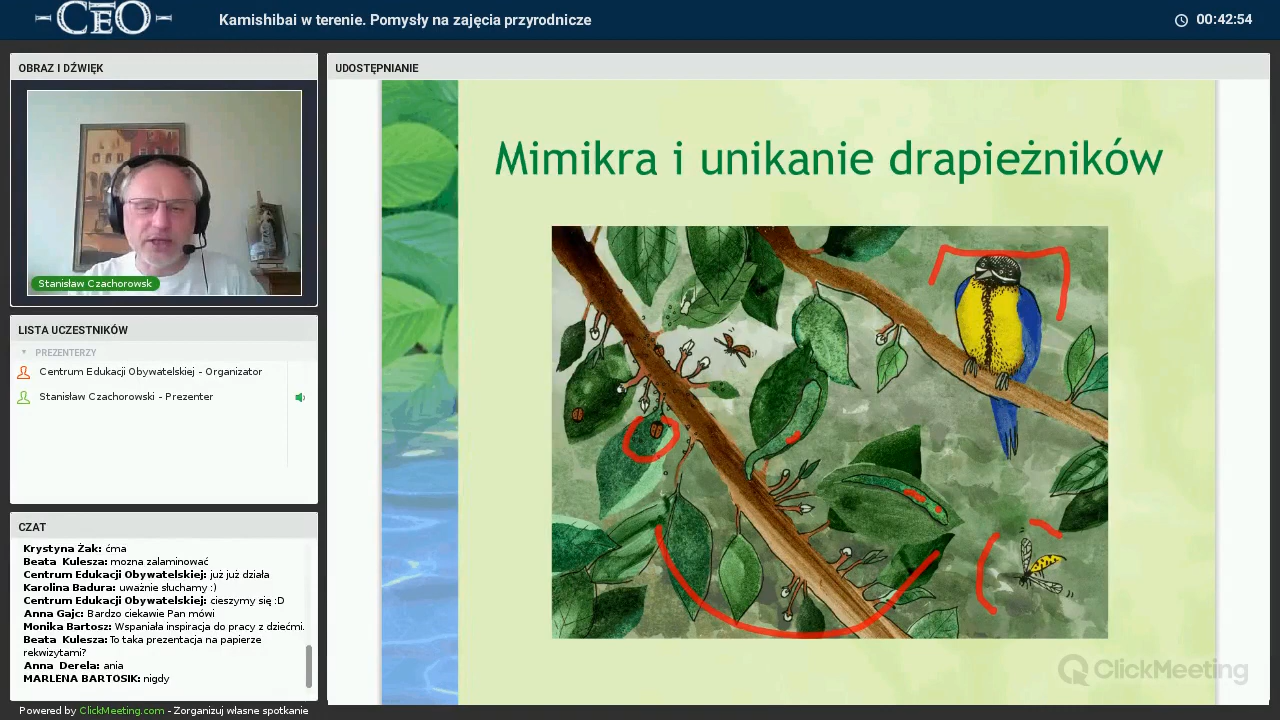 CEO
Kamishibai w terenie. Pomysły na zajęcia przyrodnicze
00:42:54
OBRAZ I DŹWIĘK
Stanisław Czachorowsk
LISTA UCZESTNIKÓW
PREZENTERZY
Centrum Edukacji Obywatelskiej - Organizator
Stanisław Czachorowski - Prezenter
CZAT
Krystyna Żak: ćma
Beata Kulesza: mozna zalaminować
Centrum Edukacji Obywatelskiej: już już działa
Karolina Badura: uważnie słuchamy :)
Centrum Edukacji Obywatelskiej: cieszymy się :D
Anna Gajc: Bardzo ciekawie Pan mówi
Monika Bartosz: Wspaniała inspiracja do pracy z dziećmi.
Beata Kulesza: To taka prezentacja na papierze
rekwizytami?
Anna Derela: ania
MARLENA BARTOSIK: nigdy
Powered by ClickMeeting.com - Zorganizuj własne spotkanie
UDOSTĘPNIANIE
Mimikra i unikanie drapieżników
ClickMeeting